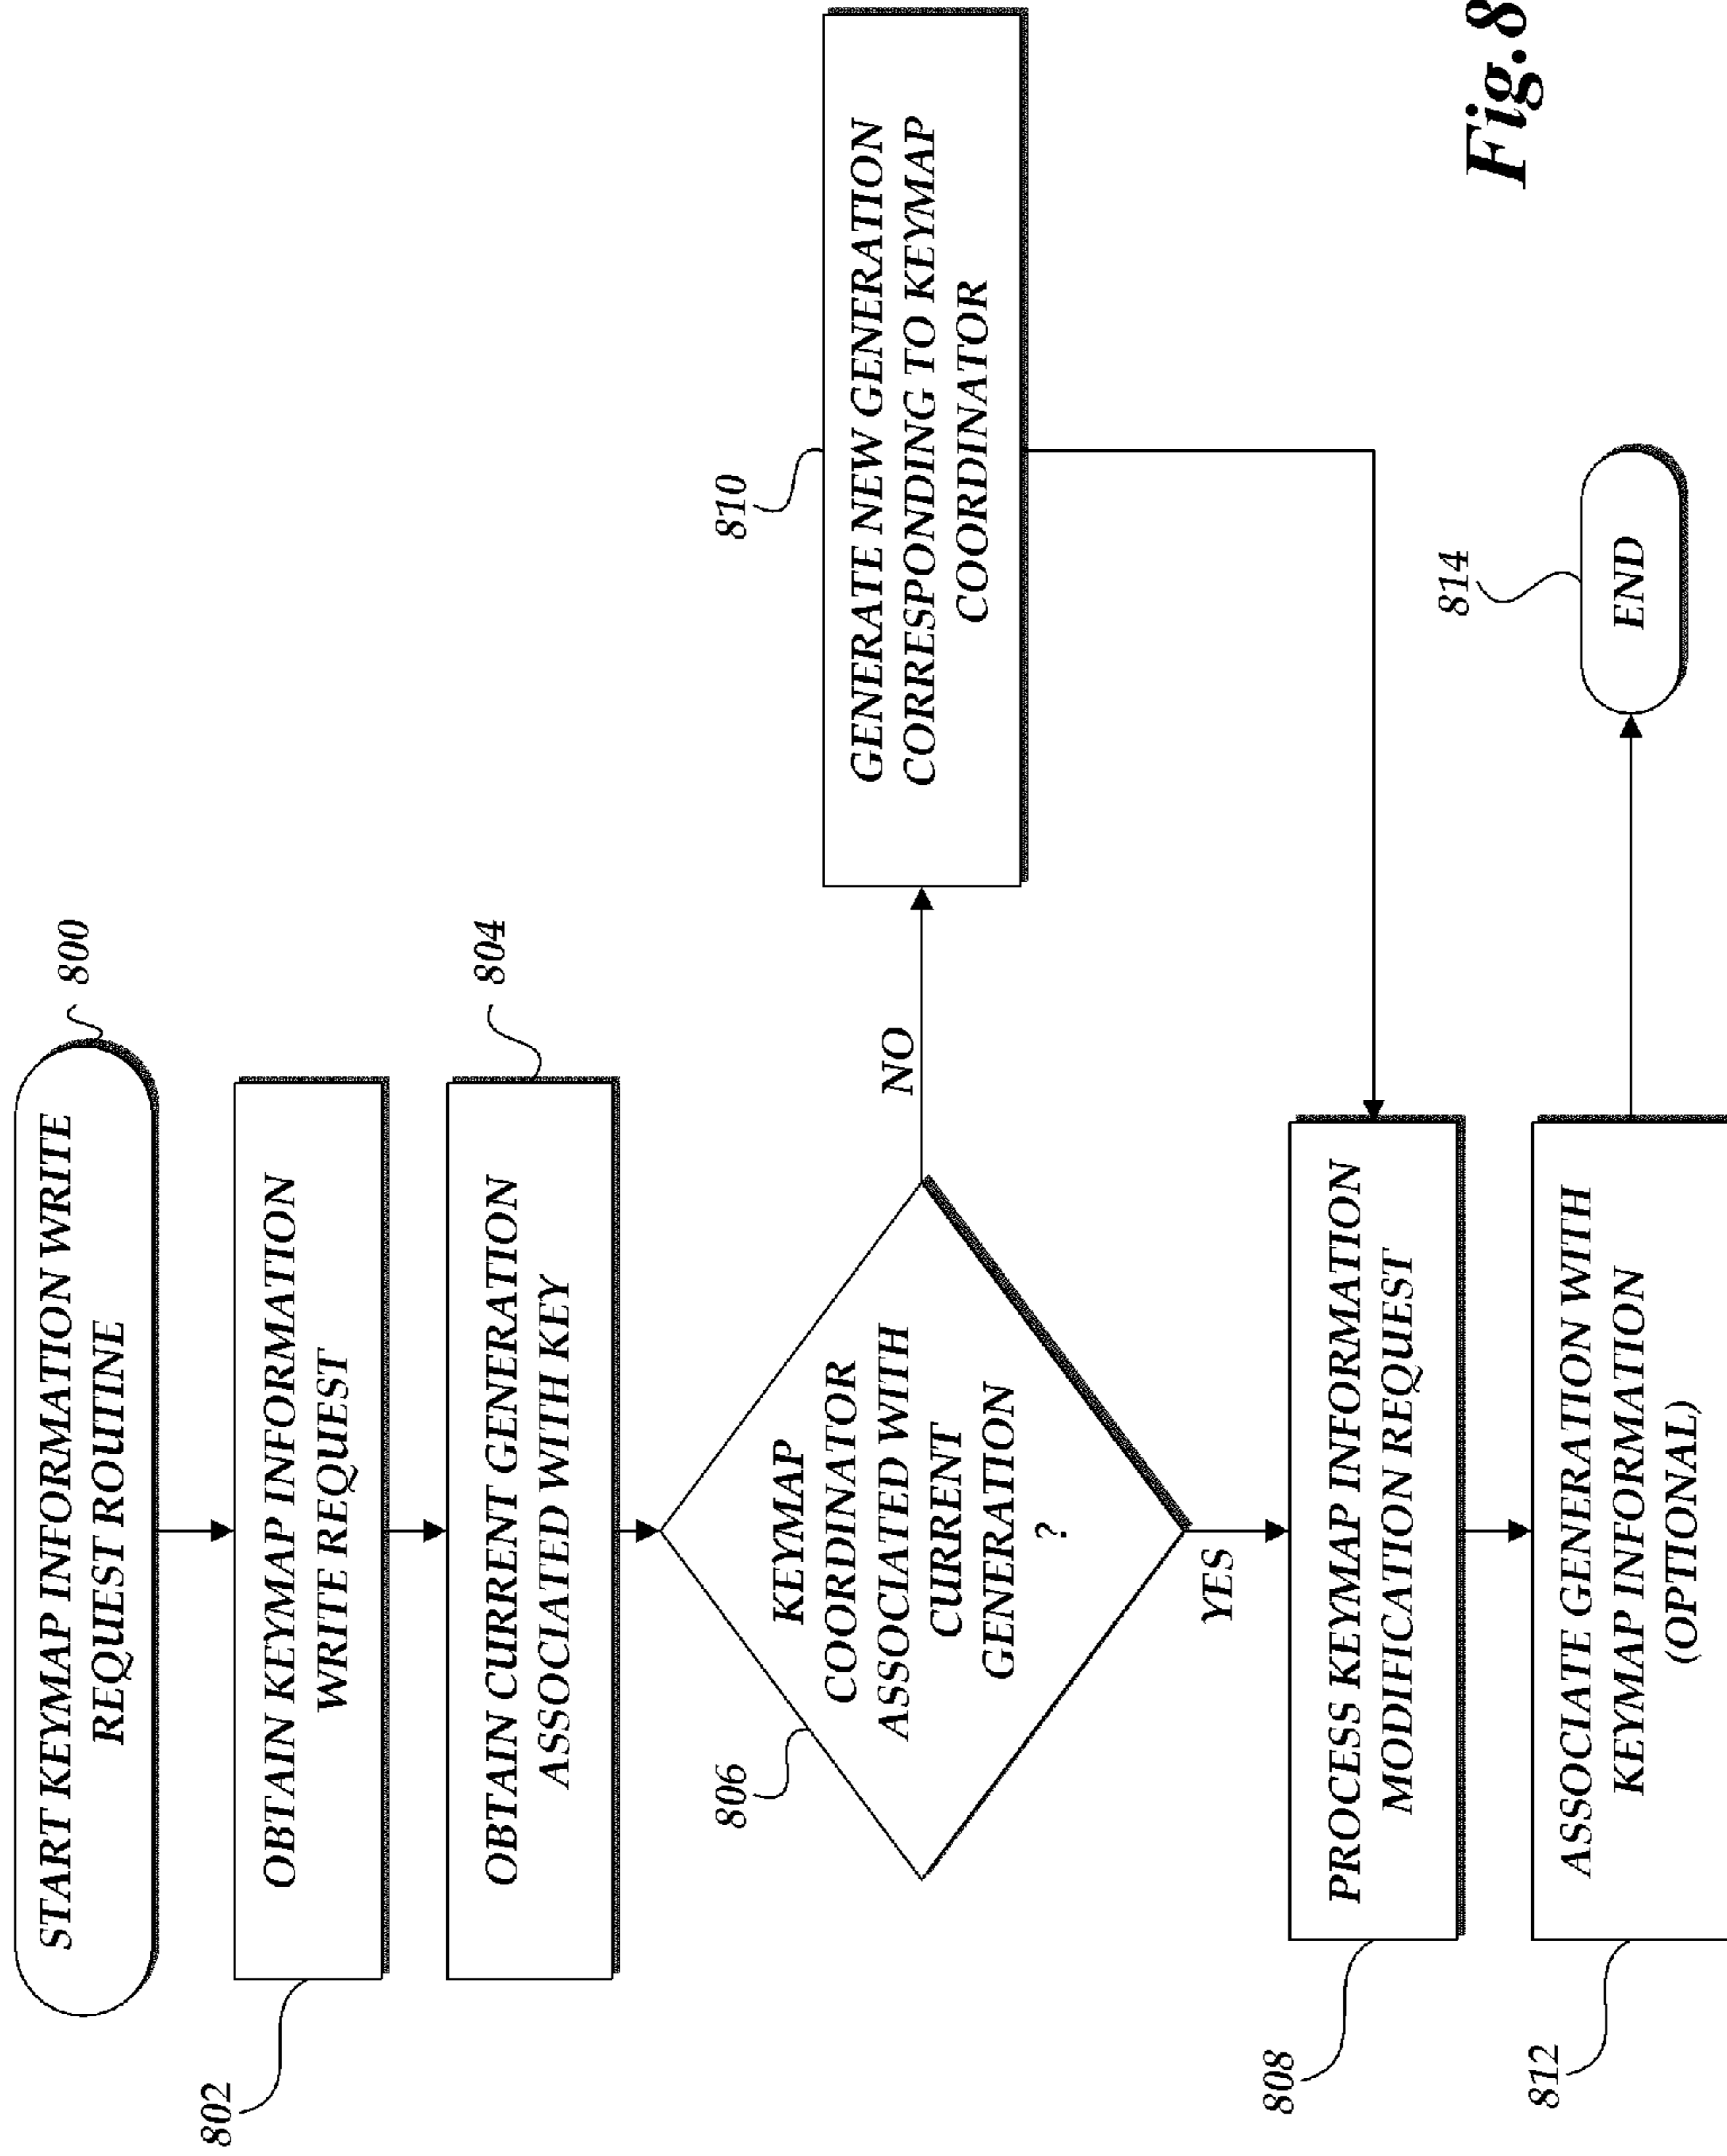 START KEYMAP INFORMATION WRITE
REQUEST ROUTINE
800
802
OBTAIN KEYMAP INFORMATION
WRITE REQUEST
804
OBTAIN CURRENT GENERATION
ASSOCIATED WITH KEY
806
KEYMAP
COORDINATOR
ASSOCIATED WITH
CURRENT
GENERATION
?
NO
810
GENERATE NEW GENERATION
CORRESPONDING TO KEYMAP
COORDINATOR
YES
808
PROCESS KEYMAP INFORMATION
MODIFICATION REQUEST
812
ASSOCIATE GENERATION WITH
KEYMAP INFORMATION
(OPTIONAL)
814
END
Fig.8